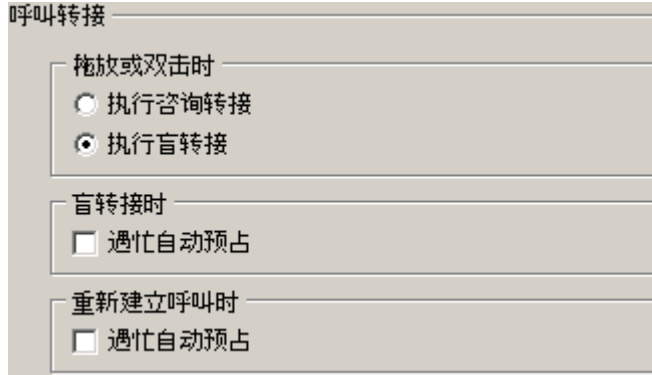 呼叫转接
拖放或双击时
执行咨询转接
执行盲转接
盲转接时
遇忙自动预占
重新建立呼叫时
遇忙自动预占